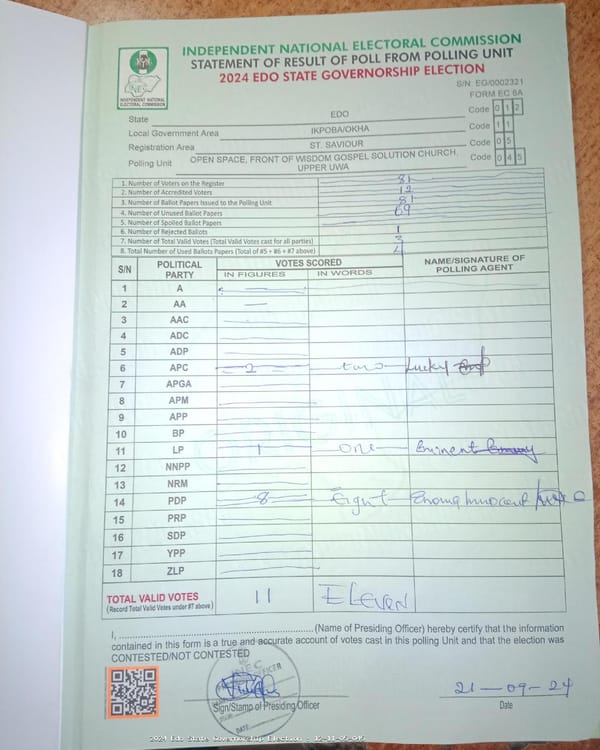 INDEPENDENT NATIONAL ELECTORAL COMMISSION
STATEMENT OF RESULT OF POLL FROM POLLING UNIT
2024 EDO STATE GOVERNORSHIP ELECTION
S/N: EG/0002321
FORM EC 8A
INEC
INDEPENDENT NATIONAL ELECTORAL COMMISSION
State EDO Code 0 1 2
Local Government Area IKPOBA/OKHA Code 1 1
Registration Area ST. SAVIOUR Code 0 5
Polling Unit OPEN SPACE, FRONT OF WISDOM GOSPEL SOLUTION CHURCH, UPPER UWA Code 0 4 5
1. Number of Voters on the Register 81
2. Number of Accredited Voters 12
3. Number of Ballot Papers Issued to the Polling Unit 81
4. Number of Unused Ballot Papers 69
5. Number of Spoiled Ballot Papers
6. Number of Rejected Ballots 1
7. Number of Total Valid Votes (Total Valid Votes cast for all parties)
8. Total Number of Used Ballots Papers (Total of #5 + #6 + #7 above)
S/N POLITICAL PARTY VOTES SCORED NAME/SIGNATURE OF POLLING AGENT
IN FIGURES IN WORDS
1 A
2 AA —
3 AAC
4 ADC
5 ADP
6 APC 2 two Lucky
7 APGA
8 APM
9 APP
10 BP
11 LP 1 one Eminent
12 NNPP
13 NRM
14 PDP 8 Eight Innocent
15 PRP
16 SDP
17 YPP
18 ZLP
TOTAL VALID VOTES 11 ELEVEN
(Record Total Valid Votes under #7 above)
I, .......... (Name of Presiding Officer) hereby certify that the information
contained in this form is a true and accurate account of votes cast in this polling Unit and that the election was
CONTESTED/NOT CONTESTED
INEC
21-09-24
Sign/Stamp of Presiding Officer Date
DATE
2024 Edo State Governorship Election - 12-11-05-045